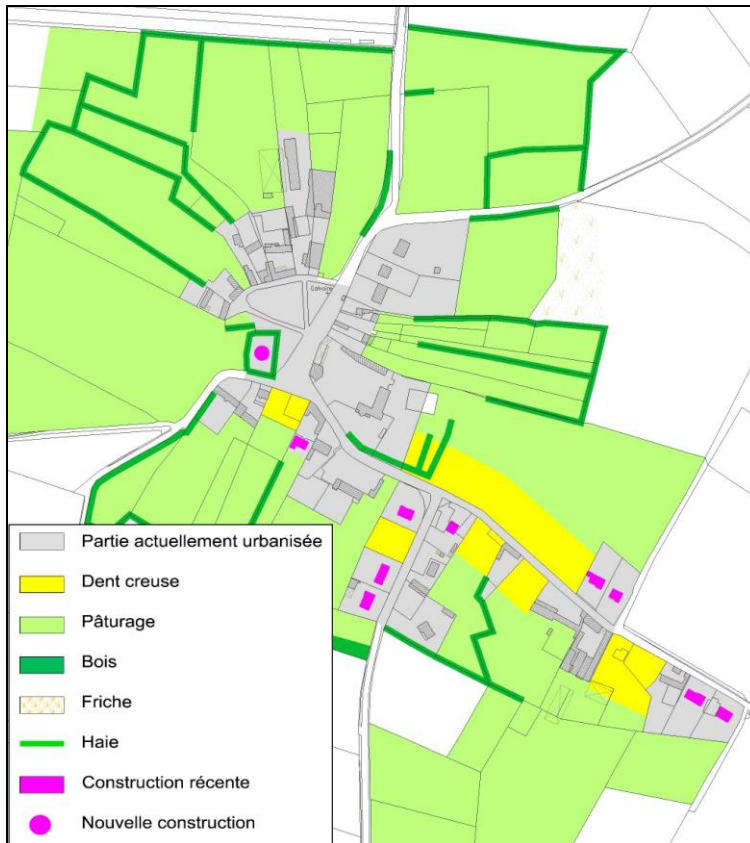 Calvaire
Partie actuellement urbanisée
Dent creuse
Pâturage
Bois
Friche
Haie
Construction récente
Nouvelle construction